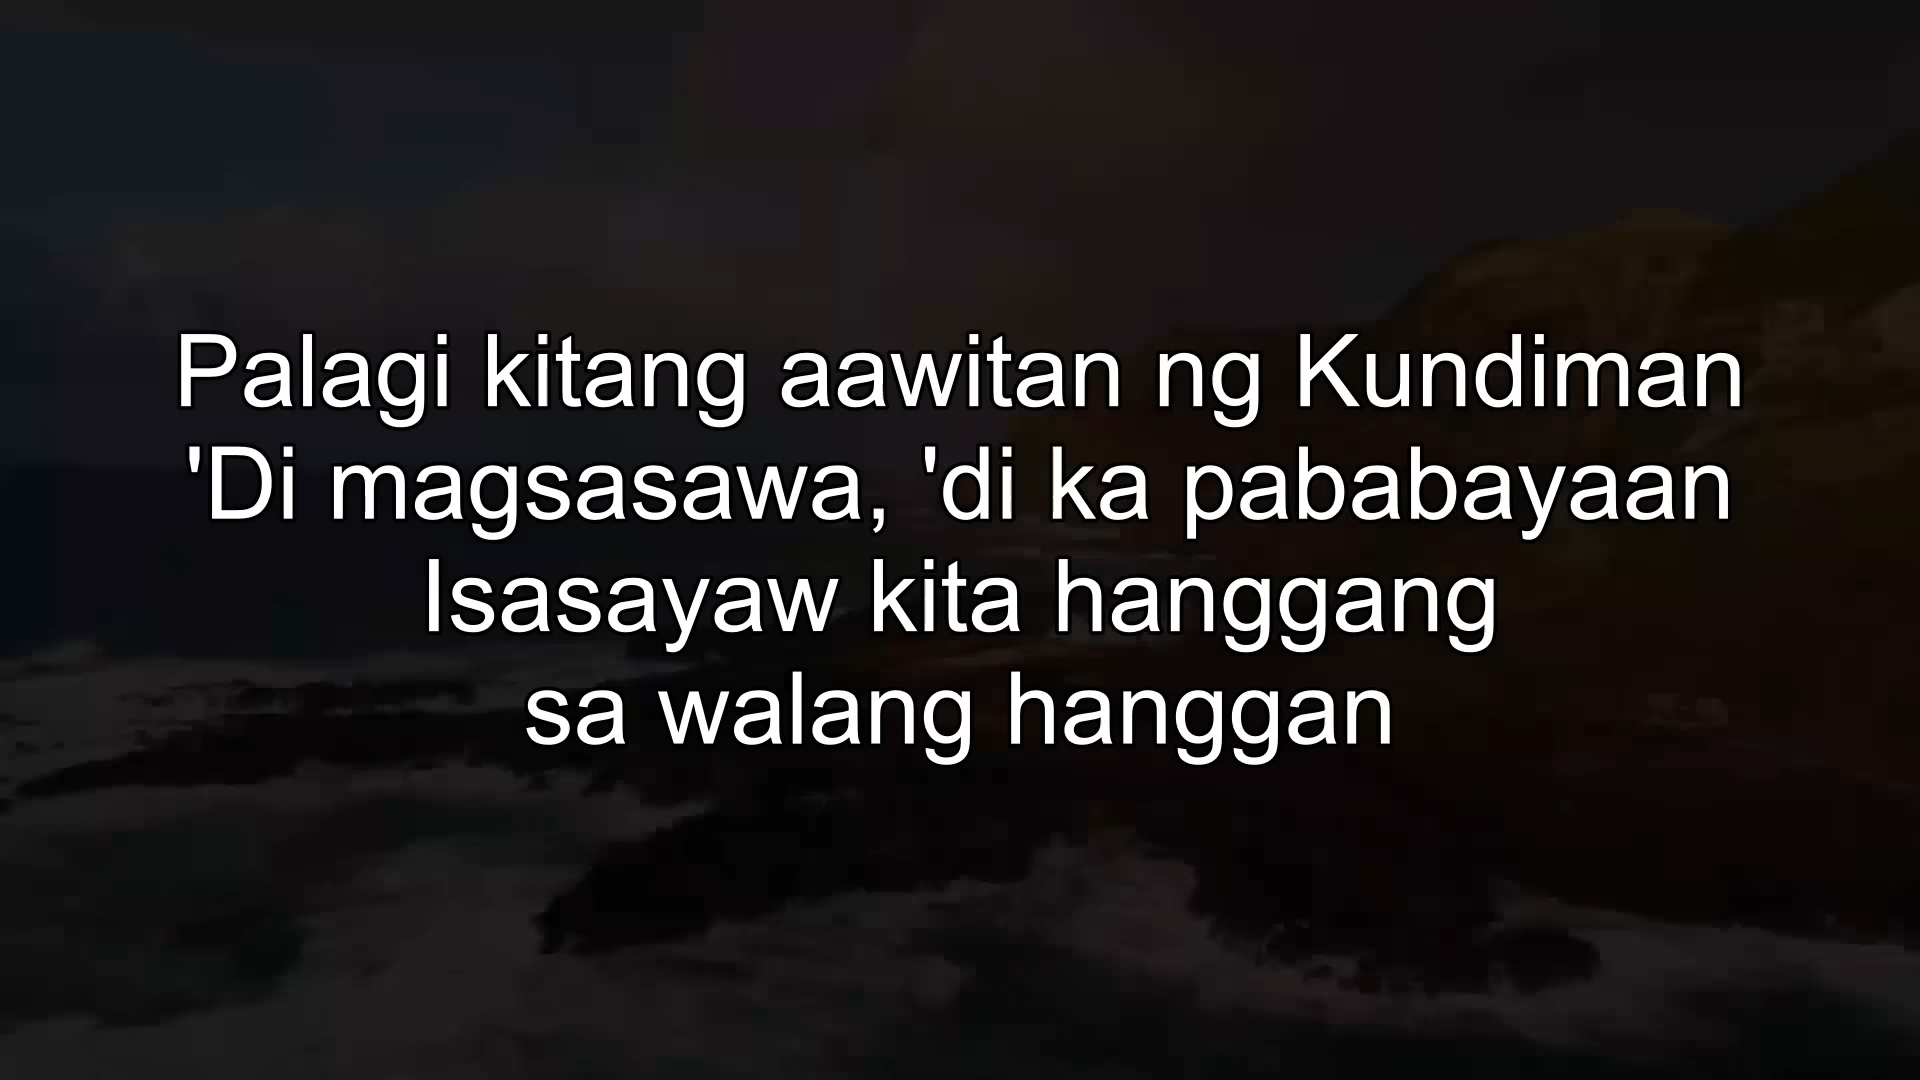 Palagi kitang aawitan ng Kundiman
'Di magsasawa, 'di ka pababayaan
Isasayaw kita hanggang
sa walang hanggan